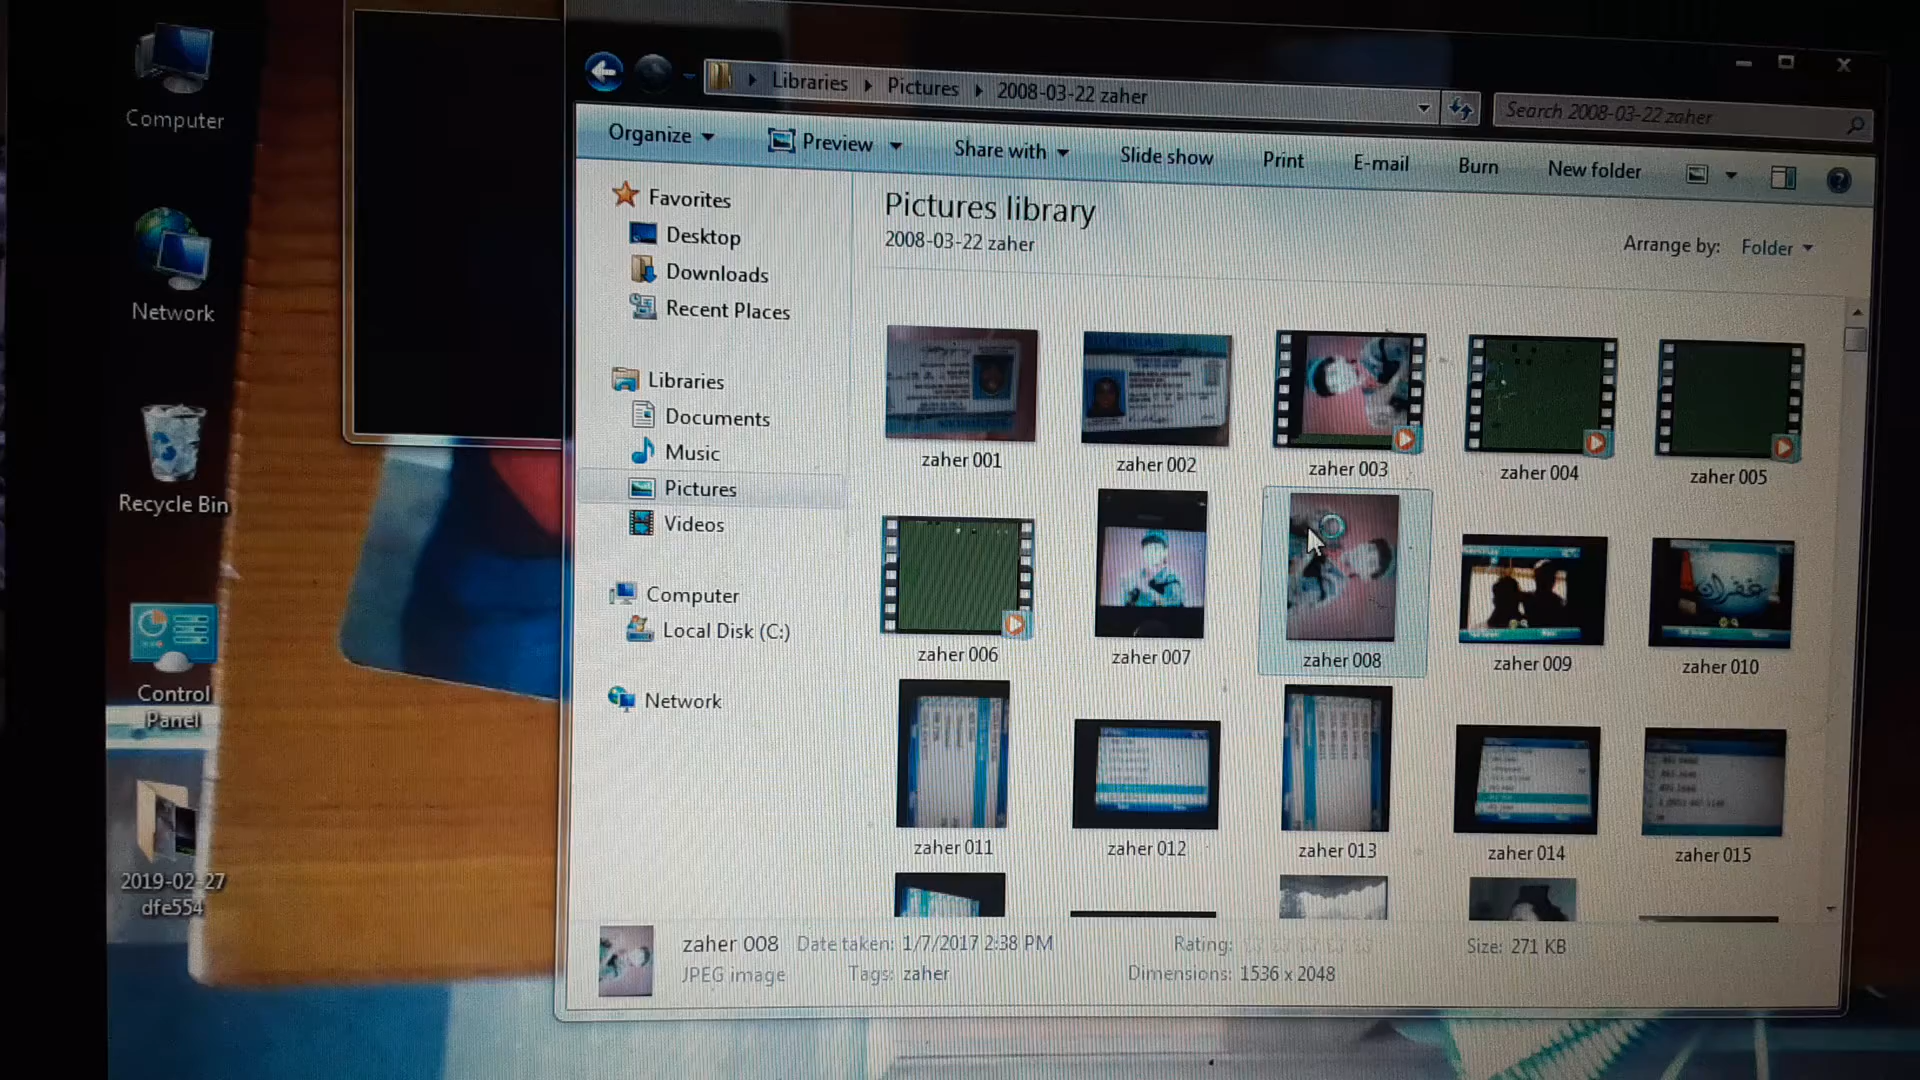 Computer
Network
Recycle Bin
Control
Panel
2019-02-27
dfe554
Libraries
Pictures
2008-03-22 zaher
Search 2008-03-22 zaher
Organize
Preview
Share with
Slide show
Print
E-mail
Burn
New folder
Favorites
Desktop
Downloads
Recent Places
Libraries
Documents
Music
Pictures
Videos
Computer
Local Disk (C:)
Network
Pictures library
2008-03-22 zaher
Arrange by: Folder
zaher 001
zaher 002
zaher 003
zaher 004
zaher 005
zaher 006
zaher 007
zaher 008
zaher 009
zaher 010
zaher 011
zaher 012
zaher 013
zaher 014
zaher 015
zaher 008 Date taken: 1/7/2017 2:38 PM Rating: Size: 271 KB
JPEG image Tags: zaher Dimensions: 1536 x 2048